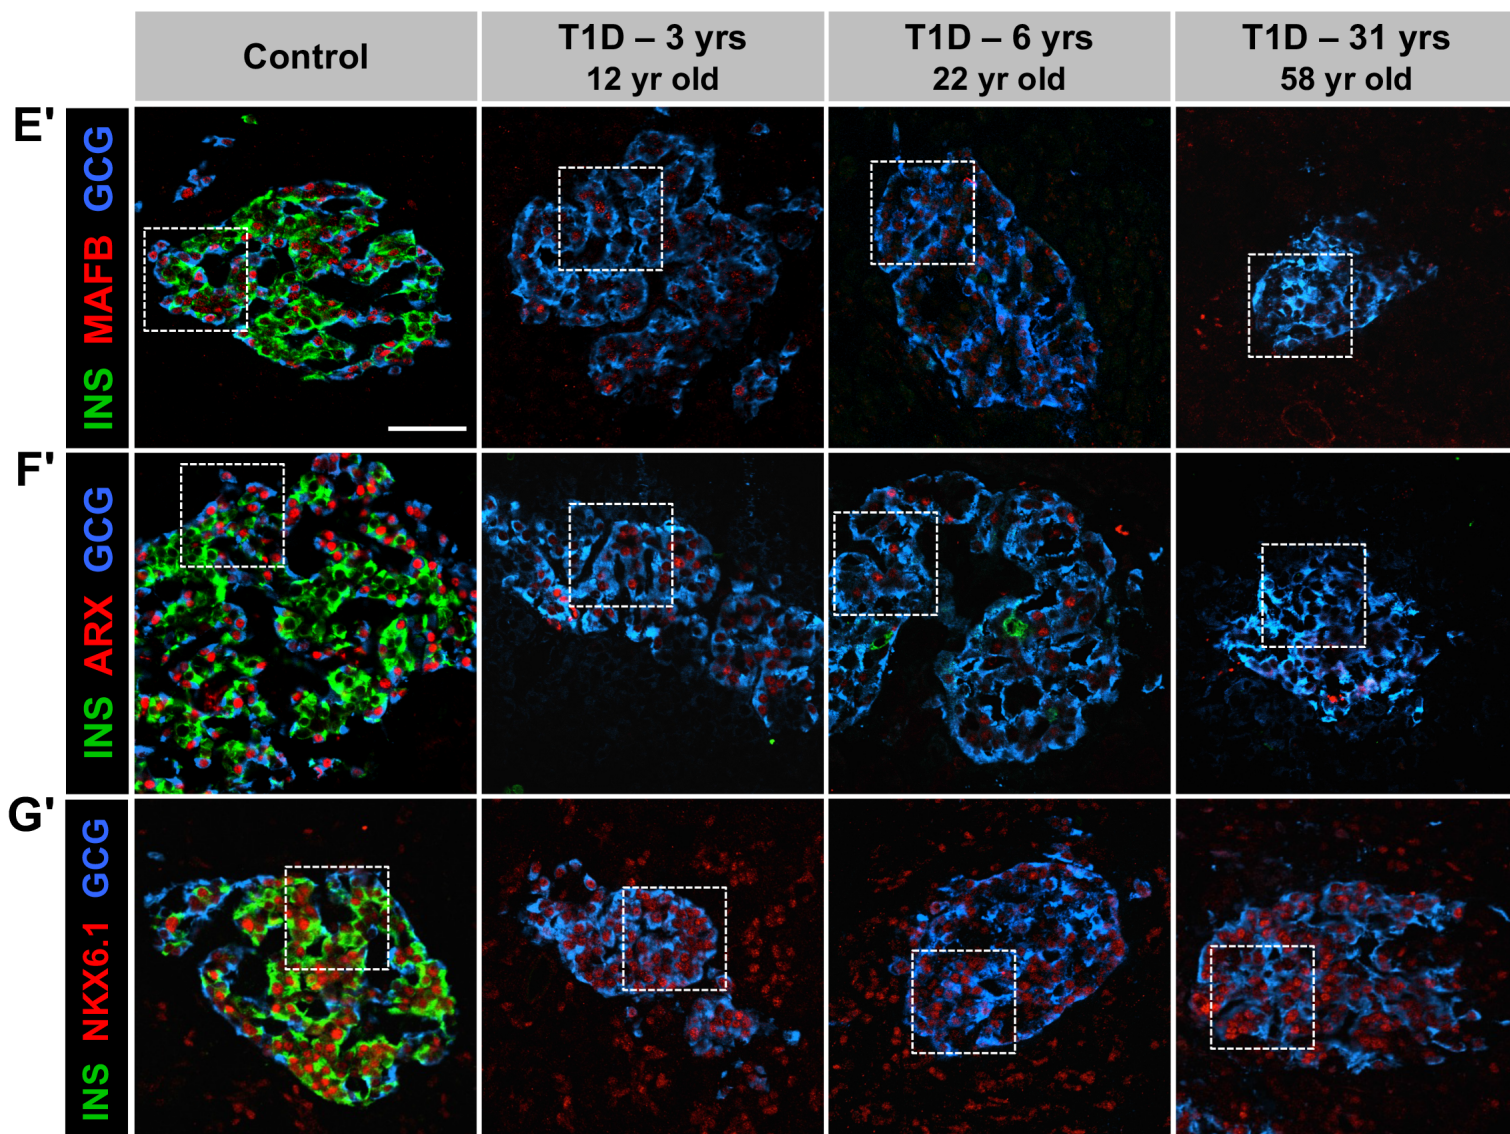 Control
T1D – 3 yrs
12 yr old
T1D – 6 yrs
22 yr old
T1D – 31 yrs
58 yr old
E'
INS MAFB GCG
F'
INS ARX GCG
G'
INS NKX6.1 GCG